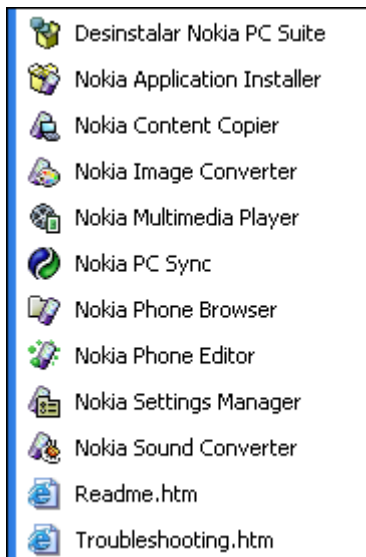 Desinstalar Nokia PC Suite
Nokia Application Installer
Nokia Content Copier
Nokia Image Converter
Nokia Multimedia Player
Nokia PC Sync
Nokia Phone Browser
Nokia Phone Editor
Nokia Settings Manager
Nokia Sound Converter
Readme.htm
Troubleshooting.htm